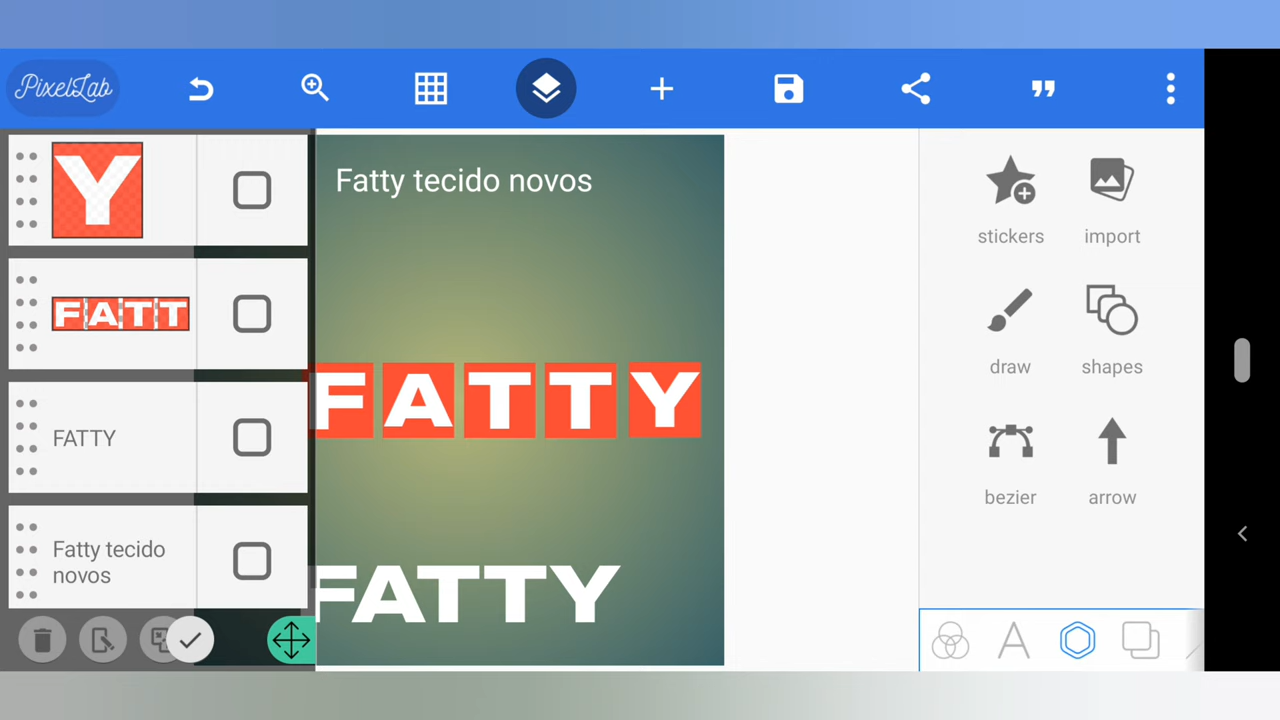 PixelLab
Y
FATT
FATTY
Fatty tecido
novos
Fatty tecido novos
FATTY
FATTY
stickers
import
draw
shapes
bezier
arrow
A